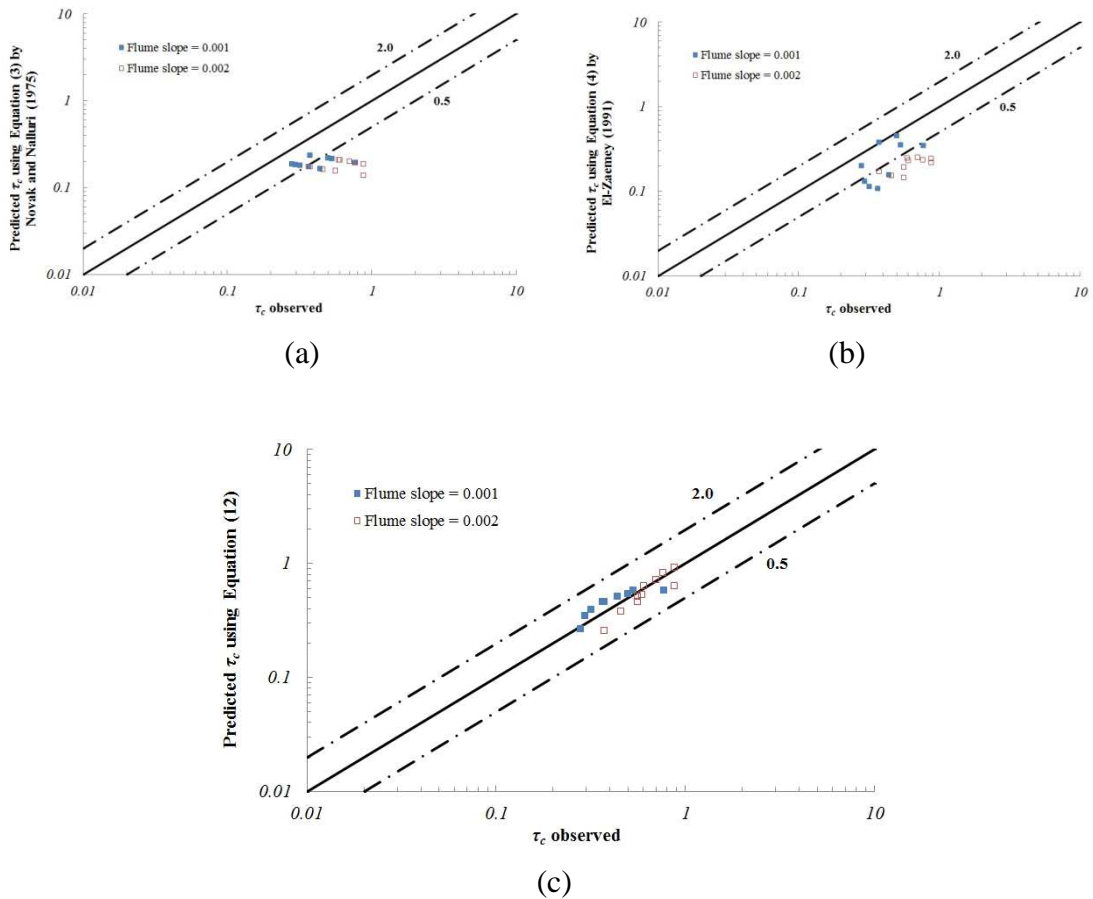 Predicted τc using Equation (3) by
Novak and Nalluri (1975)
10
1
0.1
0.01
Flume slope = 0.001
Flume slope = 0.002
2.0
0.5
0.01
0.1
1
10
τc observed
(a)
Predicted τc using Equation (4) by
El-Zaemey
(1991)
10
1
0.1
0.01
Flume slope = 0.001
Flume slope = 0.002
2.0
0.5
0.01
0.1
1
10
τc observed
(b)
Predicted τc using Equation (12)
10
1
0.1
0.01
Flume slope = 0.001
Flume slope = 0.002
2.0
0.5
0.01
0.1
1
10
τc observed
(c)